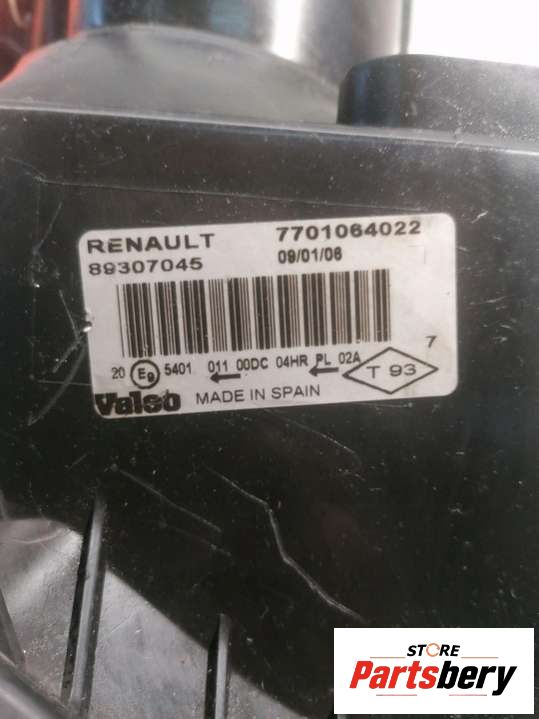 RENAULT 7701064022
89307045 09/01/06
20 E9 5401 011 00DC 04HR PL 02A
7
T 93
Valeo MADE IN SPAIN
STORE
Partsbery